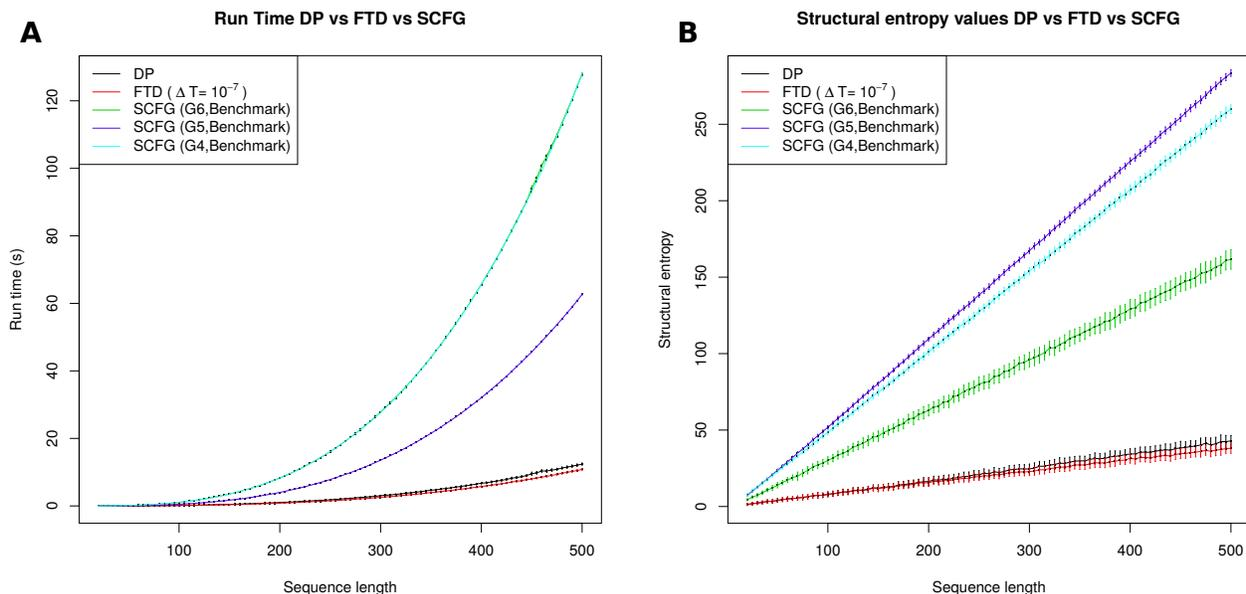 A
Run Time DP vs FTD vs SCFG
DP
FTD ( Δ T= 10⁻⁷ )
SCFG (G6,Benchmark)
SCFG (G5,Benchmark)
SCFG (G4,Benchmark)
Run time (s)
120
100
80
60
40
20
0
100 200 300 400 500
Sequence length
B
Structural entropy values DP vs FTD vs SCFG
DP
FTD ( Δ T= 10⁻⁷ )
SCFG (G6,Benchmark)
SCFG (G5,Benchmark)
SCFG (G4,Benchmark)
Structural entropy
250
200
150
100
50
0
100 200 300 400 500
Sequence length